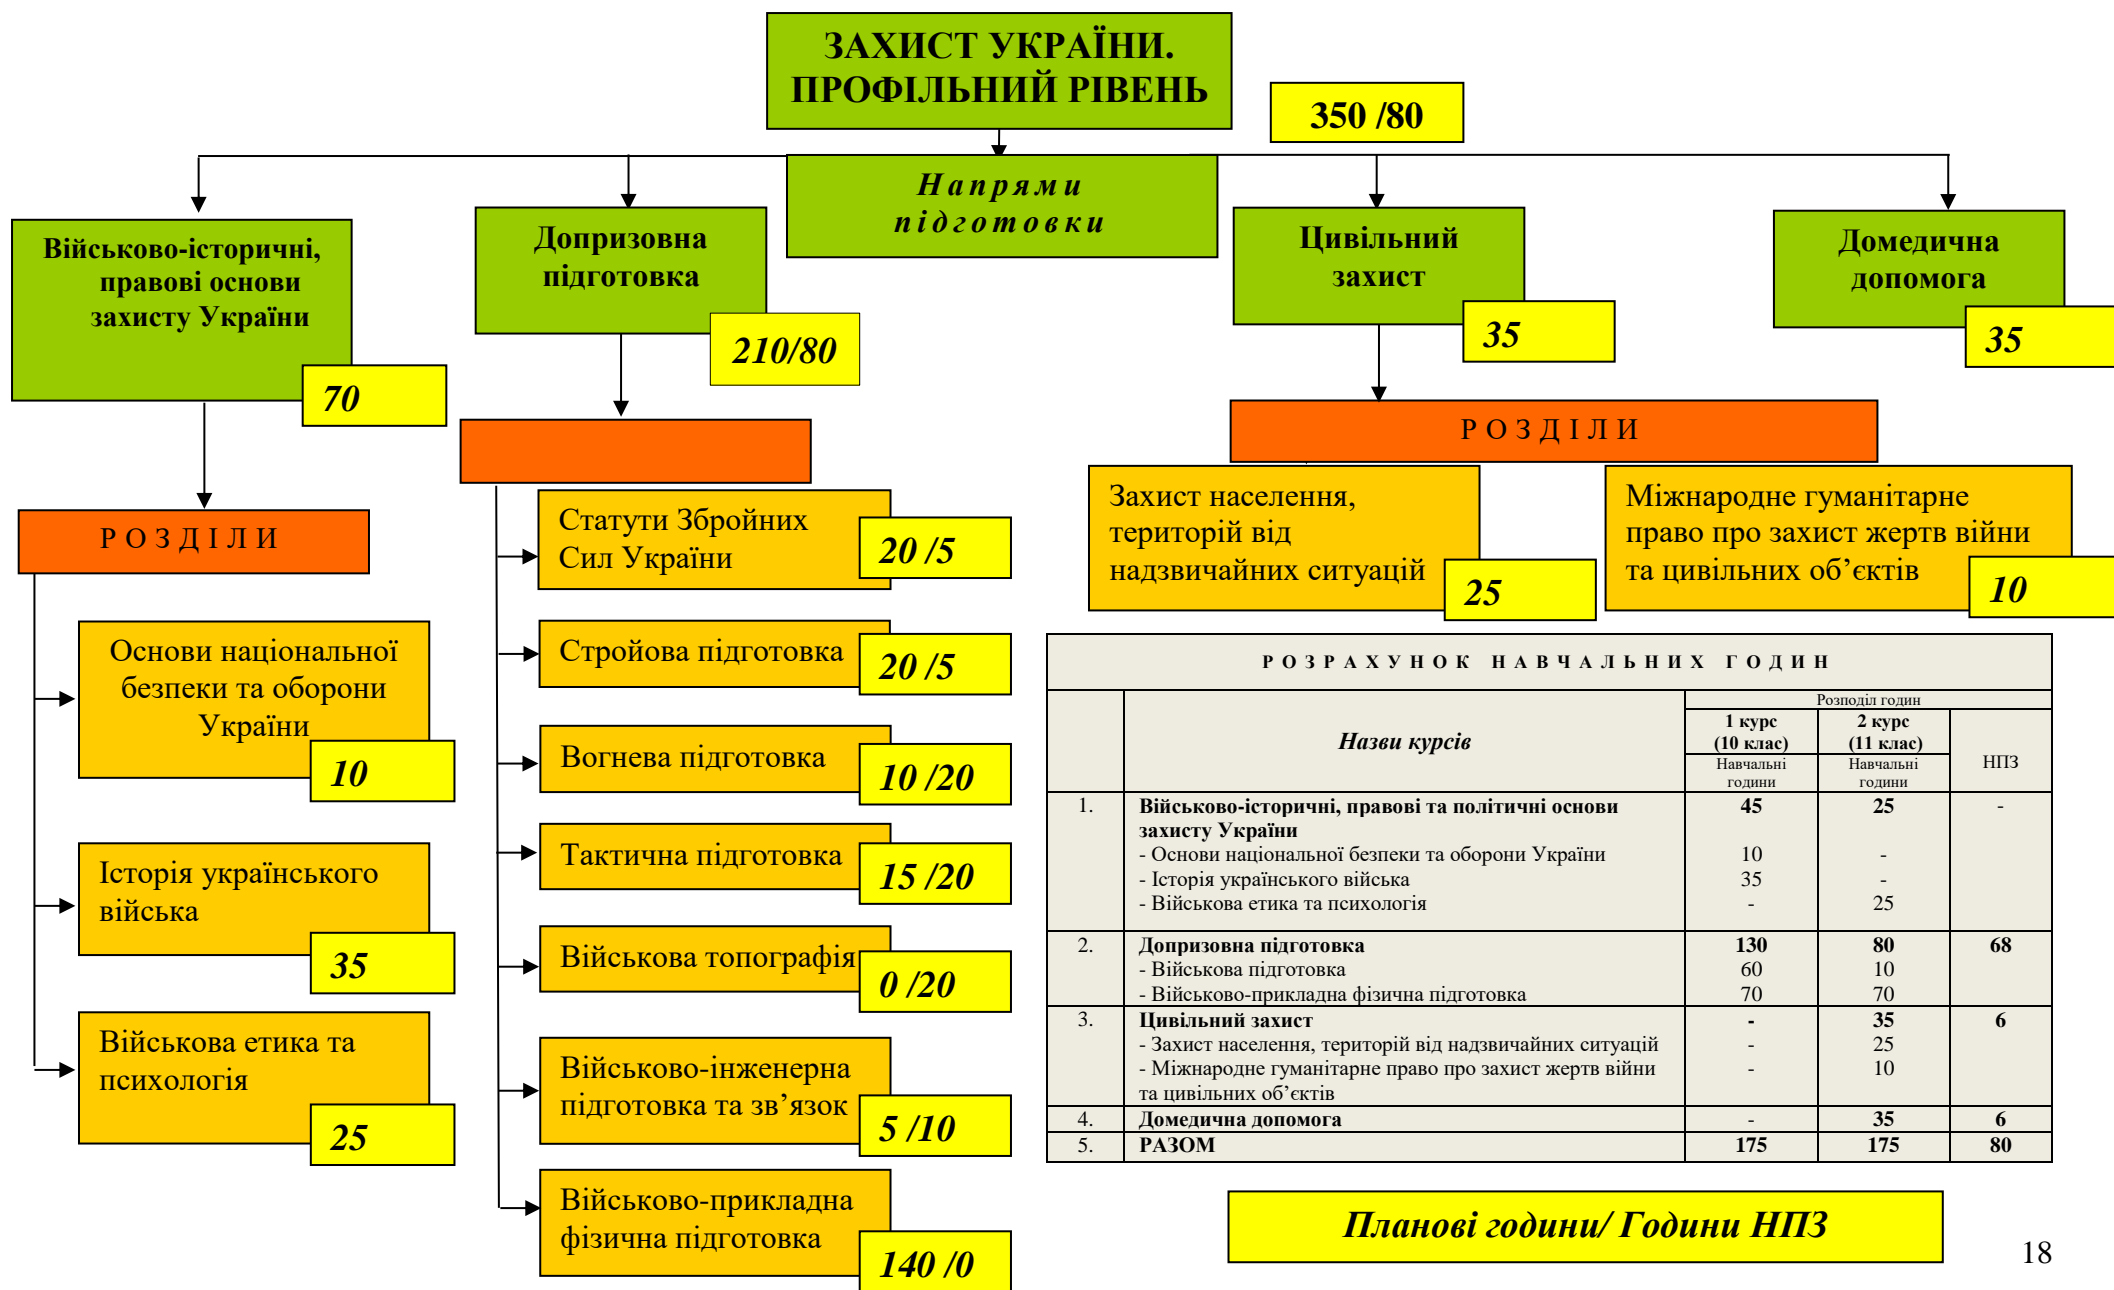 ЗАХИСТ УКРАЇНИ.
ПРОФІЛЬНИЙ РІВЕНЬ
350 /80
Напрями
підготовки
Військово-історичні,
правові основи
захисту України
70
Допризовна
підготовка
210/80
Цивільний
захист
35
Домедична
допомога
35
РОЗДІЛИ
Основи національної
безпеки та оборони
України
10
Історія українського
війська
35
Військова етика та
психологія
25
Статути Збройних
Сил України
20 /5
Стройова підготовка
20 /5
Вогнева підготовка
10 /20
Тактична підготовка
15 /20
Військова топографія
0 /20
Військово-інженерна
підготовка та зв’язок
5 /10
Військово-прикладна
фізична підготовка
140 /0
РОЗДІЛИ
Захист населення,
територій від
надзвичайних ситуацій
25
Міжнародне гуманітарне
право про захист жертв війни
та цивільних об’єктів
10
РОЗРАХУНОК НАВЧАЛЬНИХ ГОДИН
Назви курсів
Розподіл годин
1 курс
(10 клас)
2 курс
(11 клас)
НПЗ
Навчальні
години
Навчальні
години
1. Військово-історичні, правові та політичні основи 45 25 -
захисту України
- Основи національної безпеки та оборони України 10 -
- Історія українського війська 35 -
- Військова етика та психологія - 25
2. Допризовна підготовка 130 80 68
- Військова підготовка 60 10
- Військово-прикладна фізична підготовка 70 70
3. Цивільний захист - 35 6
- Захист населення, територій від надзвичайних ситуацій - 25
- Міжнародне гуманітарне право про захист жертв війни - 10
та цивільних об’єктів
4. Домедична допомога - 35 6
5. РАЗОМ 175 175 80
Планові години/ Години НПЗ
18